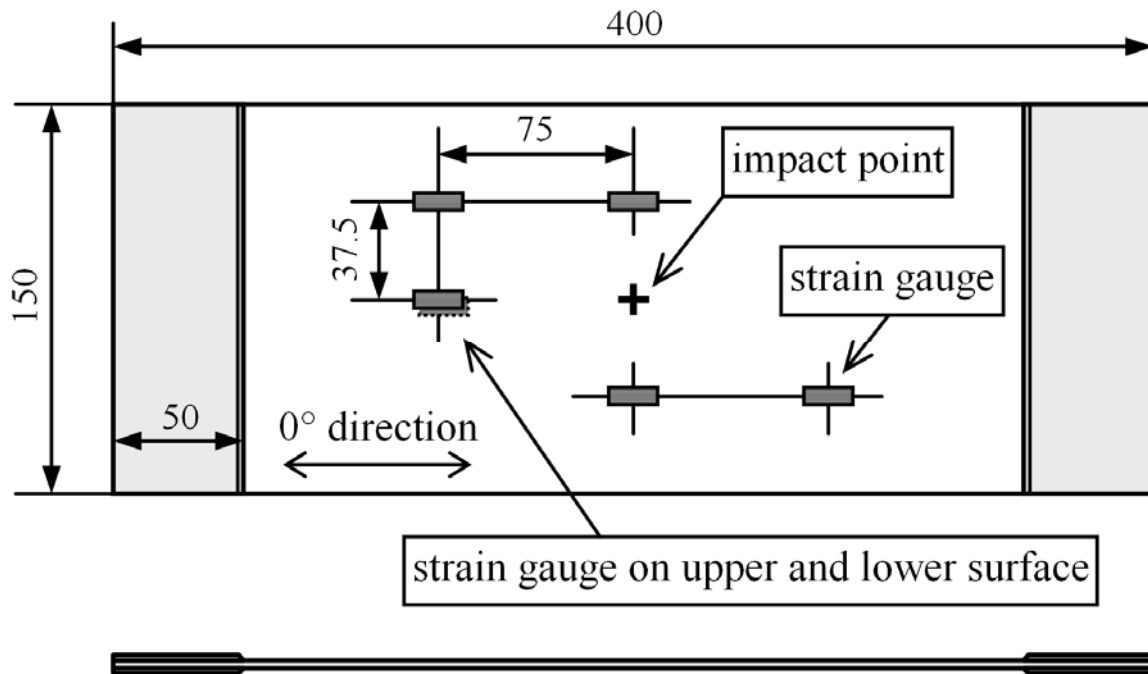 400
75
impact point
37.5
strain gauge
150
50
0° direction
strain gauge on upper and lower surface